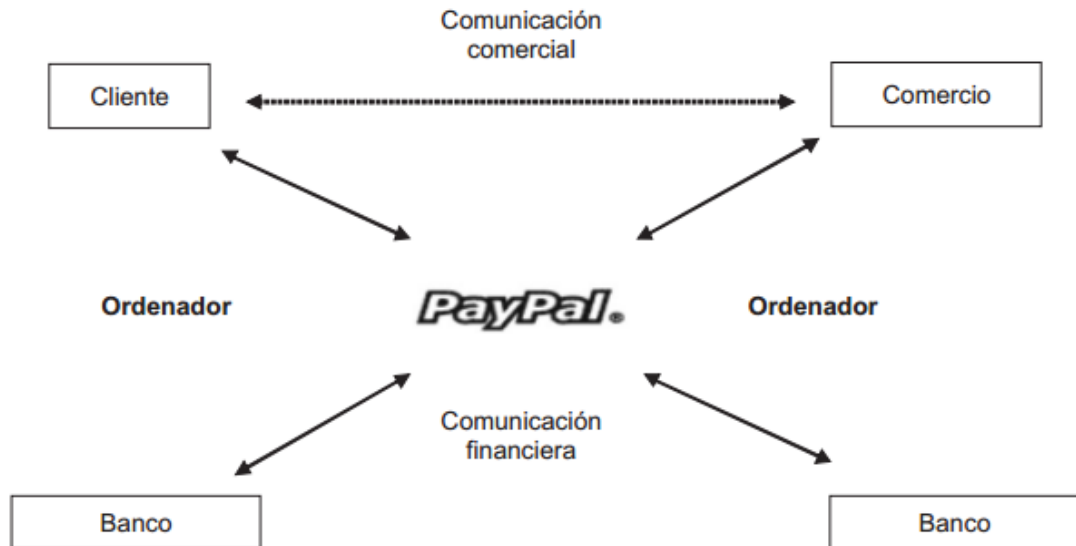 Comunicación
comercial
Cliente
Comercio
Ordenador
PayPal®
Ordenador
Comunicación
financiera
Banco
Banco